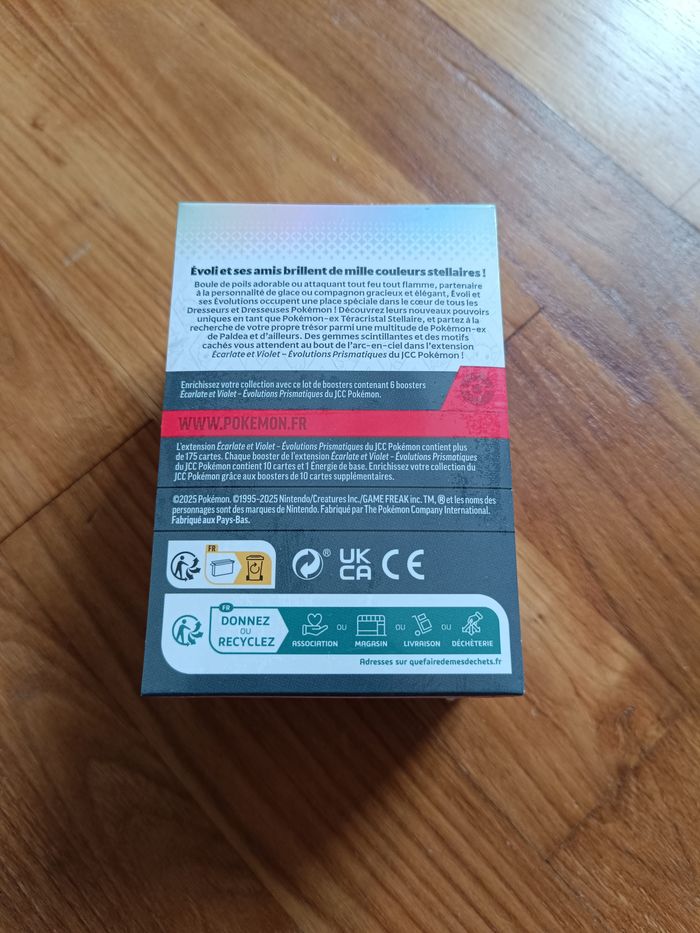 Évoli et ses amis brillent de mille couleurs stellaires !
Boule de poils adorable ou attaquant tout feu tout flamme, partenaire
à la personnalité de glace ou compagnon gracieux et élégant, Évoli et
ses Évolutions occupent une place spéciale dans le cœur de tous les
Dresseurs et Dresseuses Pokémon ! Découvrez leurs nouveaux pouvoirs
uniques en tant que Pokémon-ex Téracristal Stellaire, et partez à la
recherche de votre propre trésor parmi une multitude de Pokémon-ex
de Paldea et d'ailleurs. Des gemmes scintillantes et des motifs
cachés vous attendent au bout de l'arc-en-ciel dans l'extension
Écarlate et Violet – Évolutions Prismatiques du JCC Pokémon !
Enrichissez votre collection avec ce lot de boosters contenant 6 boosters
Écarlate et Violet – Évolutions Prismatiques du JCC Pokémon.
WWW.POKEMON.FR
L'extension Écarlate et Violet – Évolutions Prismatiques du JCC Pokémon contient plus
de 175 cartes. Chaque booster de l'extension Écarlate et Violet – Évolutions Prismatiques
du JCC Pokémon contient 10 cartes et 1 Énergie de base. Enrichissez votre collection du
JCC Pokémon grâce aux boosters de 10 cartes supplémentaires.
©2025 Pokémon. ©1995-2025 Nintendo/Creatures Inc./GAME FREAK inc. TM, ® et les noms des
personnages sont des marques de Nintendo. Fabriqué par The Pokémon Company International.
Fabriqué aux Pays-Bas.
FR
® UK CA CE
FR
DONNEZ
OU
RECYCLEZ
ASSOCIATION OU MAGASIN OU LIVRAISON OU DÉCHÈTERIE
Adresses sur quefairedemesdechets.fr